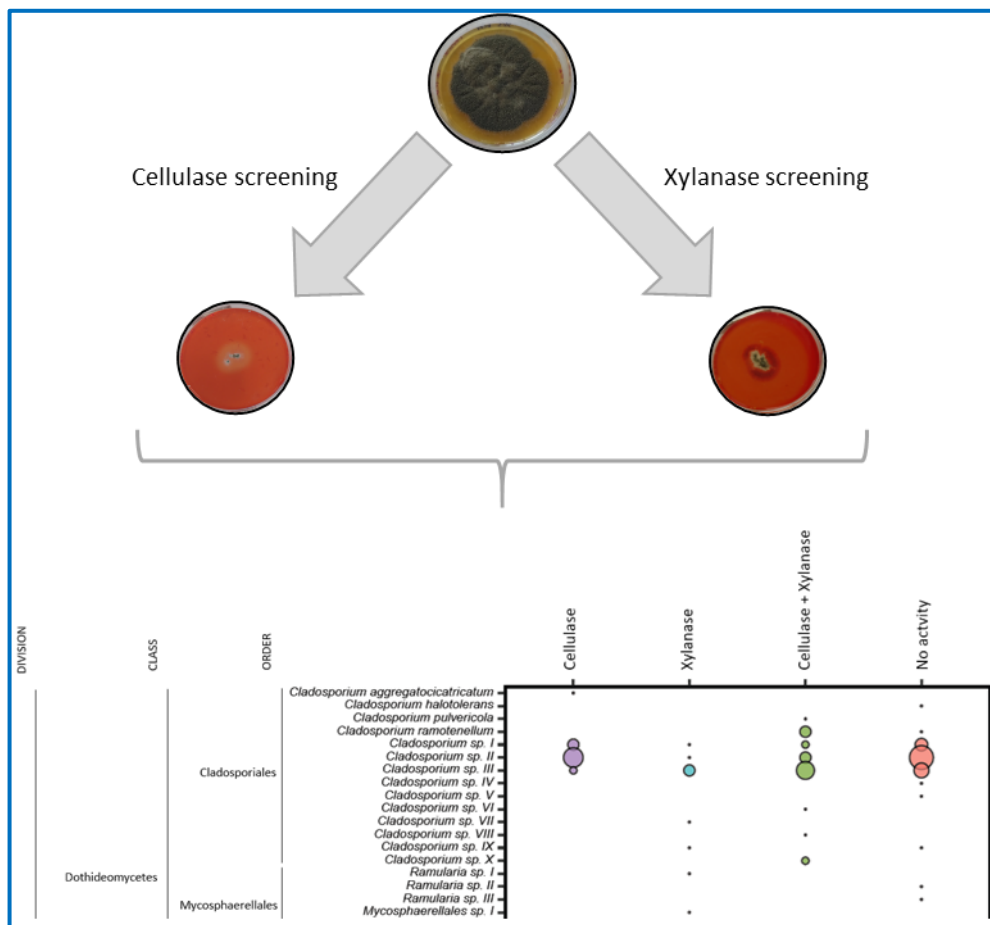 Cellulase screening
Xylanase screening
DIVISION
CLASS
ORDER
Cellulase
Xylanase
Cellulase + Xylanase
No actvity
Cladosporium aggregatocicatricatum
Cladosporium halotolerans
Cladosporium pulvericola
Cladosporium ramotenellum
Cladosporium sp. I
Cladosporium sp. II
Cladosporium sp. III
Cladosporium sp. IV
Cladosporium sp. V
Cladosporium sp. VI
Cladosporium sp. VII
Cladosporium sp. VIII
Cladosporium sp. IX
Cladosporium sp. X
Ramularia sp. I
Ramularia sp. II
Ramularia sp. III
Mycosphaerellales sp. I
Cladosporiales
Dothideomycetes
Mycosphaerellales